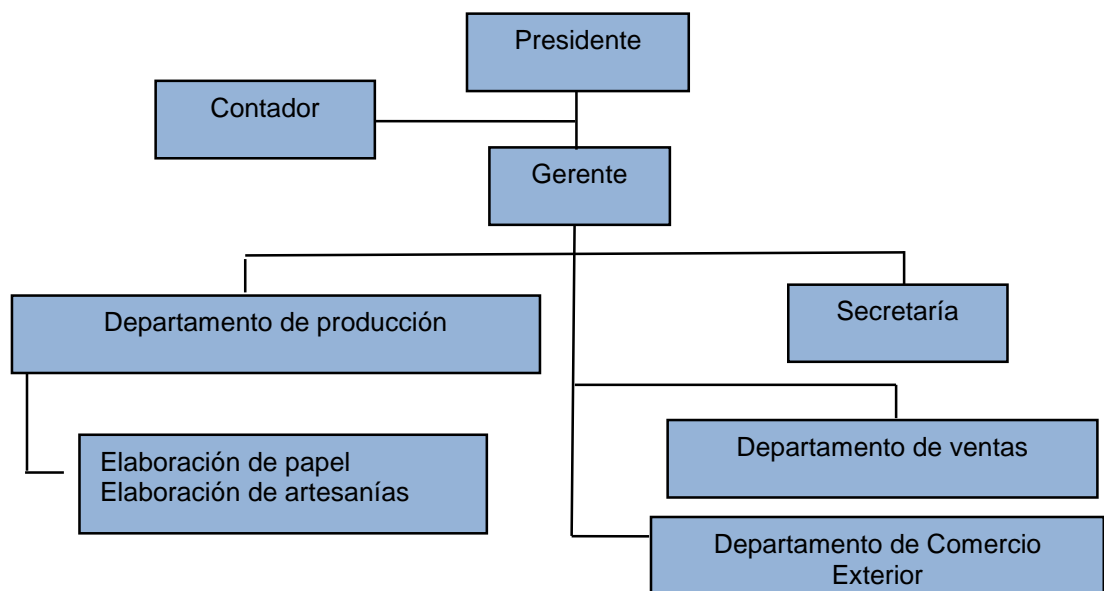 Presidente
Contador
Gerente
Departamento de producción
Secretaría
Elaboración de papel
Elaboración de artesanías
Departamento de ventas
Departamento de Comercio
Exterior